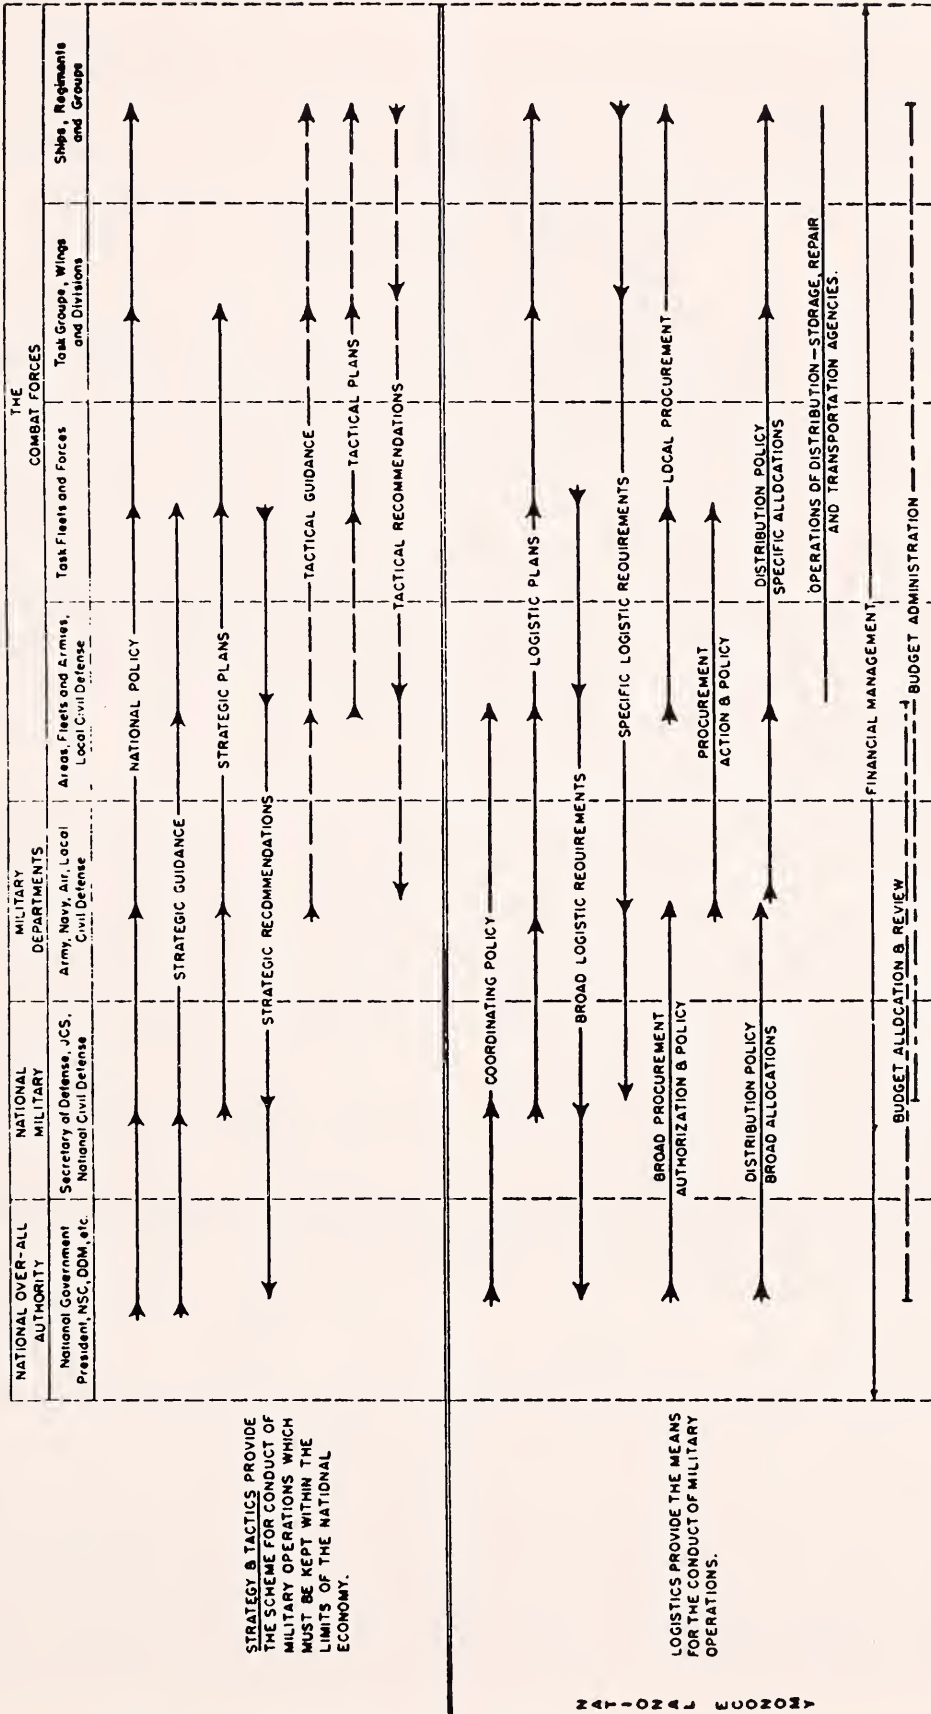 NATIONAL OVER-ALL
AUTHORITY
NATIONAL
MILITARY
MILITARY
DEPARTMENTS
THE
COMBAT FORCES
National Government
President, NSC, DDM, etc.
Secretary of Defense, JCS,
National Civil Defense
Army, Navy, Air, Local
Civil Defense
Areas, Fleets and Armies,
Local Civil Defense
Task Fleets and Forces
Task Groups, Wings
and Divisions
Ships, Regiments
and Groups
STRATEGY & TACTICS PROVIDE
THE SCHEME FOR CONDUCT OF
MILITARY OPERATIONS WHICH
MUST BE KEPT WITHIN THE
LIMITS OF THE NATIONAL
ECONOMY.
NATIONAL POLICY
STRATEGIC GUIDANCE
STRATEGIC PLANS
STRATEGIC RECOMMENDATIONS
TACTICAL GUIDANCE
TACTICAL PLANS
TACTICAL RECOMMENDATIONS
LOGISTICS PROVIDE THE MEANS
FOR THE CONDUCT OF MILITARY
OPERATIONS.
COORDINATING POLICY
LOGISTIC PLANS
BROAD LOGISTIC REQUIREMENTS
SPECIFIC LOGISTIC REQUIREMENTS
BROAD PROCUREMENT
AUTHORIZATION & POLICY
LOCAL PROCUREMENT
PROCUREMENT
ACTION & POLICY
DISTRIBUTION POLICY
BROAD ALLOCATIONS
DISTRIBUTION POLICY
SPECIFIC ALLOCATIONS
OPERATIONS OF DISTRIBUTION—STORAGE, REPAIR
AND TRANSPORTATION AGENCIES.
FINANCIAL MANAGEMENT
BUDGET ALLOCATION & REVIEW
BUDGET ADMINISTRATION
NATIONAL ECONOMY